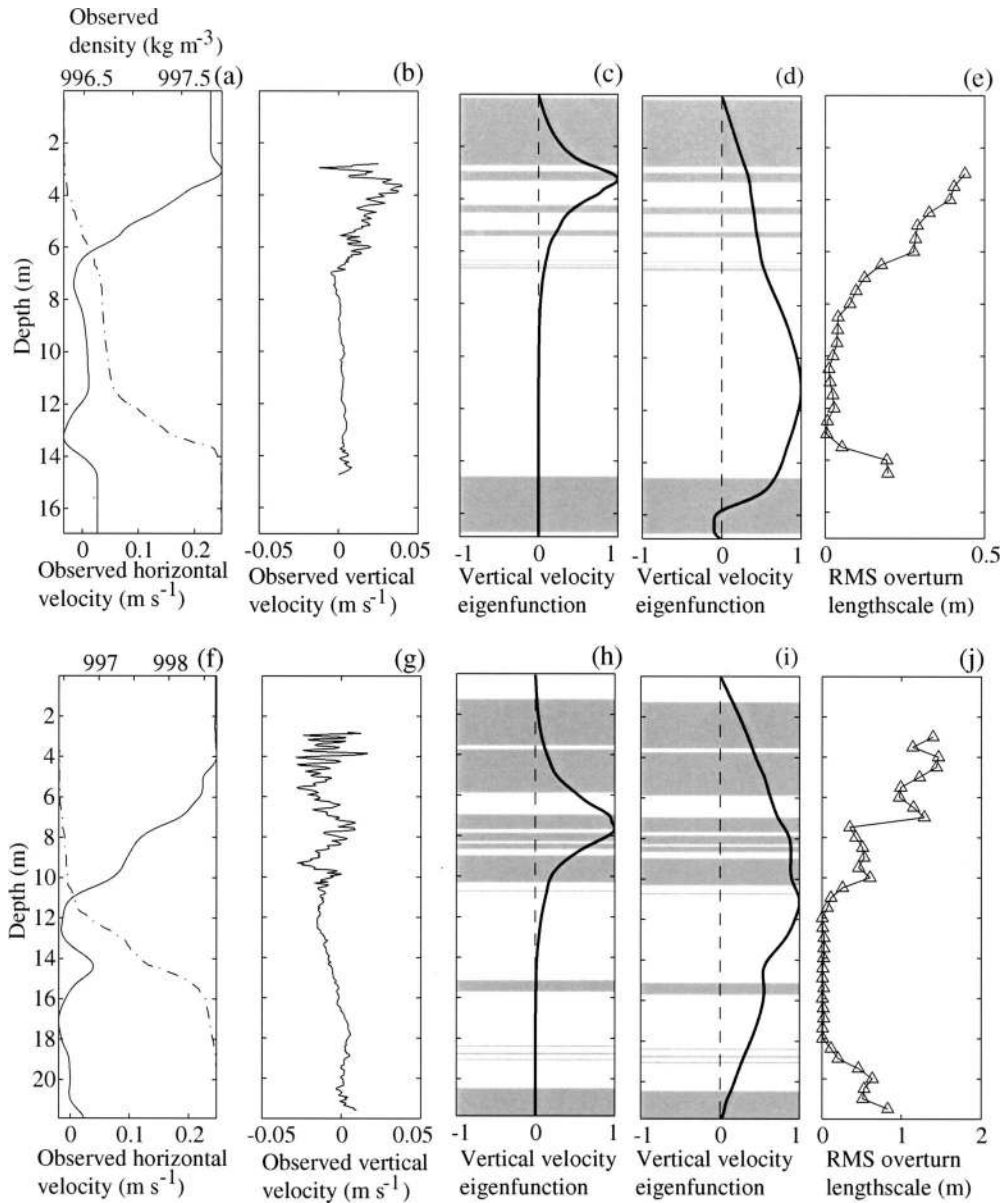 Observed
density (kg m⁻³)
996.5 997.5 (a) (b) (c) (d) (e)
2
4
6
8
10
12
14
16
Depth (m)
0 0.1 0.2 -0.05 0 0.05 -1 0 1 -1 0 1 0 0.5
Observed horizontal velocity (m s⁻¹)
Observed vertical velocity (m s⁻¹)
Vertical velocity eigenfunction
Vertical velocity eigenfunction
RMS overturn lengthscale (m)
997 998 (f) (g) (h) (i) (j)
2
4
6
8
10
12
14
16
18
20
Depth (m)
0 0.1 0.2 -0.05 0 0.05 -1 0 1 -1 0 1 0 1 2
Observed horizontal velocity (m s⁻¹)
Observed vertical velocity (m s⁻¹)
Vertical velocity eigenfunction
Vertical velocity eigenfunction
RMS overturn lengthscale (m)